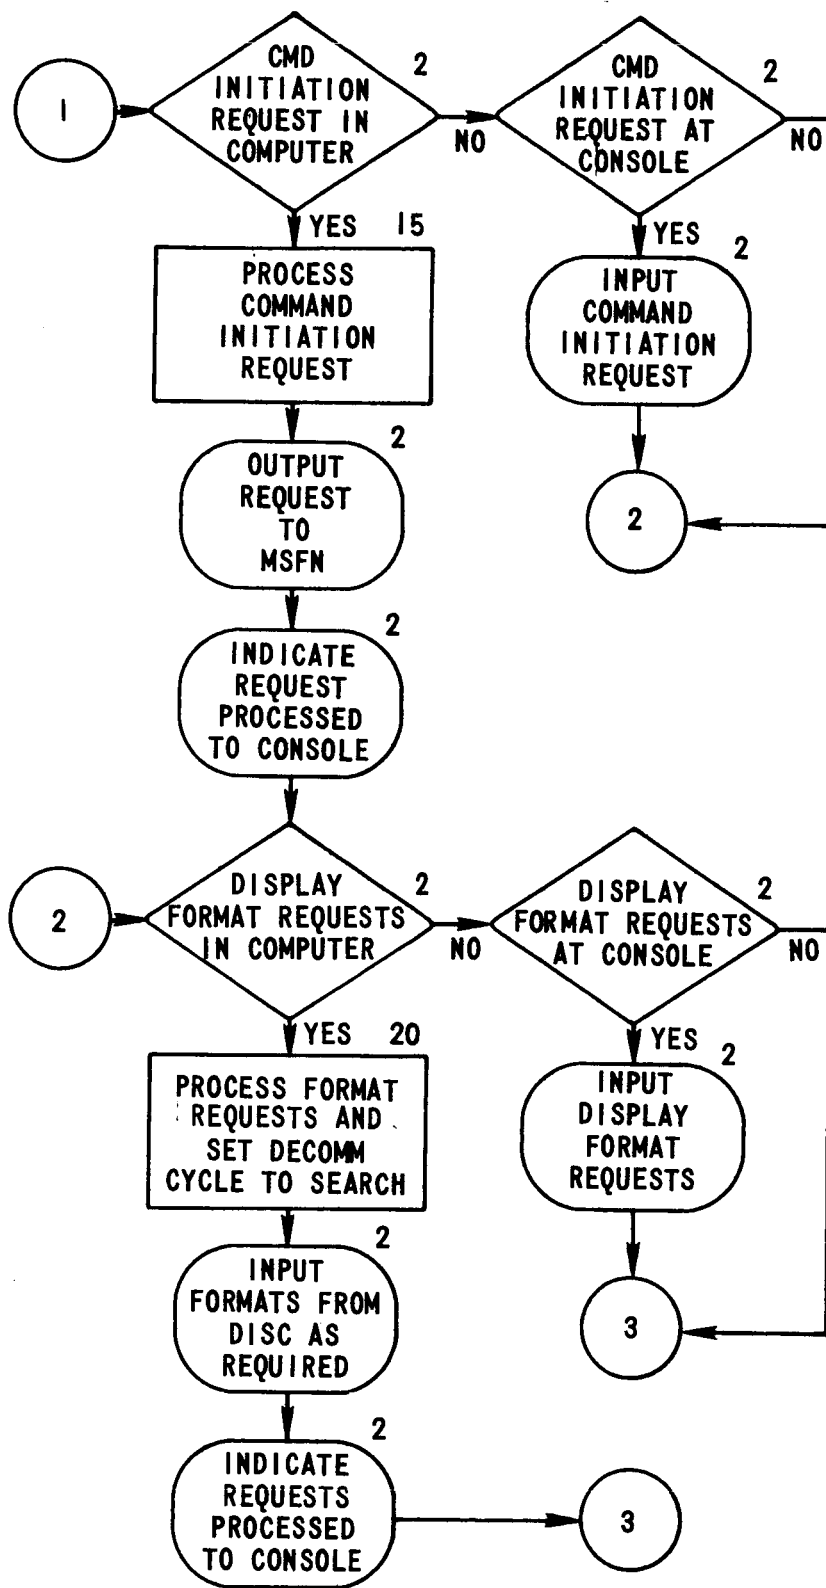 1
CMD
INITIATION
REQUEST IN
COMPUTER
2
NO
CMD
INITIATION
REQUEST AT
CONSOLE
2
NO
YES 15
PROCESS
COMMAND
INITIATION
REQUEST
YES
2
INPUT
COMMAND
INITIATION
REQUEST
2
OUTPUT
REQUEST
TO
MSFN
2
2
INDICATE
REQUEST
PROCESSED
TO CONSOLE
2
DISPLAY
FORMAT REQUESTS
IN COMPUTER
2
NO
DISPLAY
FORMAT REQUESTS
AT CONSOLE
2
NO
YES 20
PROCESS FORMAT
REQUESTS AND
SET DECOMM
CYCLE TO SEARCH
YES
2
INPUT
DISPLAY
FORMAT
REQUESTS
2
INPUT
FORMATS FROM
DISC AS
REQUIRED
3
2
INDICATE
REQUESTS
PROCESSED
TO CONSOLE
3